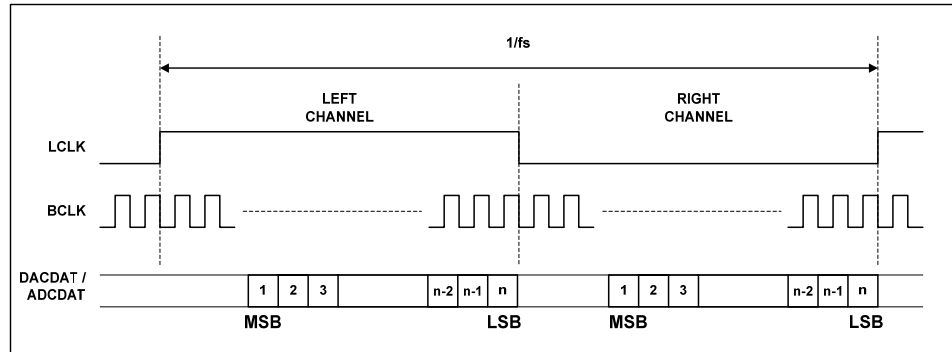 1/fs
LEFT
CHANNEL
RIGHT
CHANNEL
LCLK
BCLK
DACDAT /
ADCDAT
1 2 3 n-2 n-1 n 1 2 3 n-2 n-1 n
MSB LSB MSB LSB